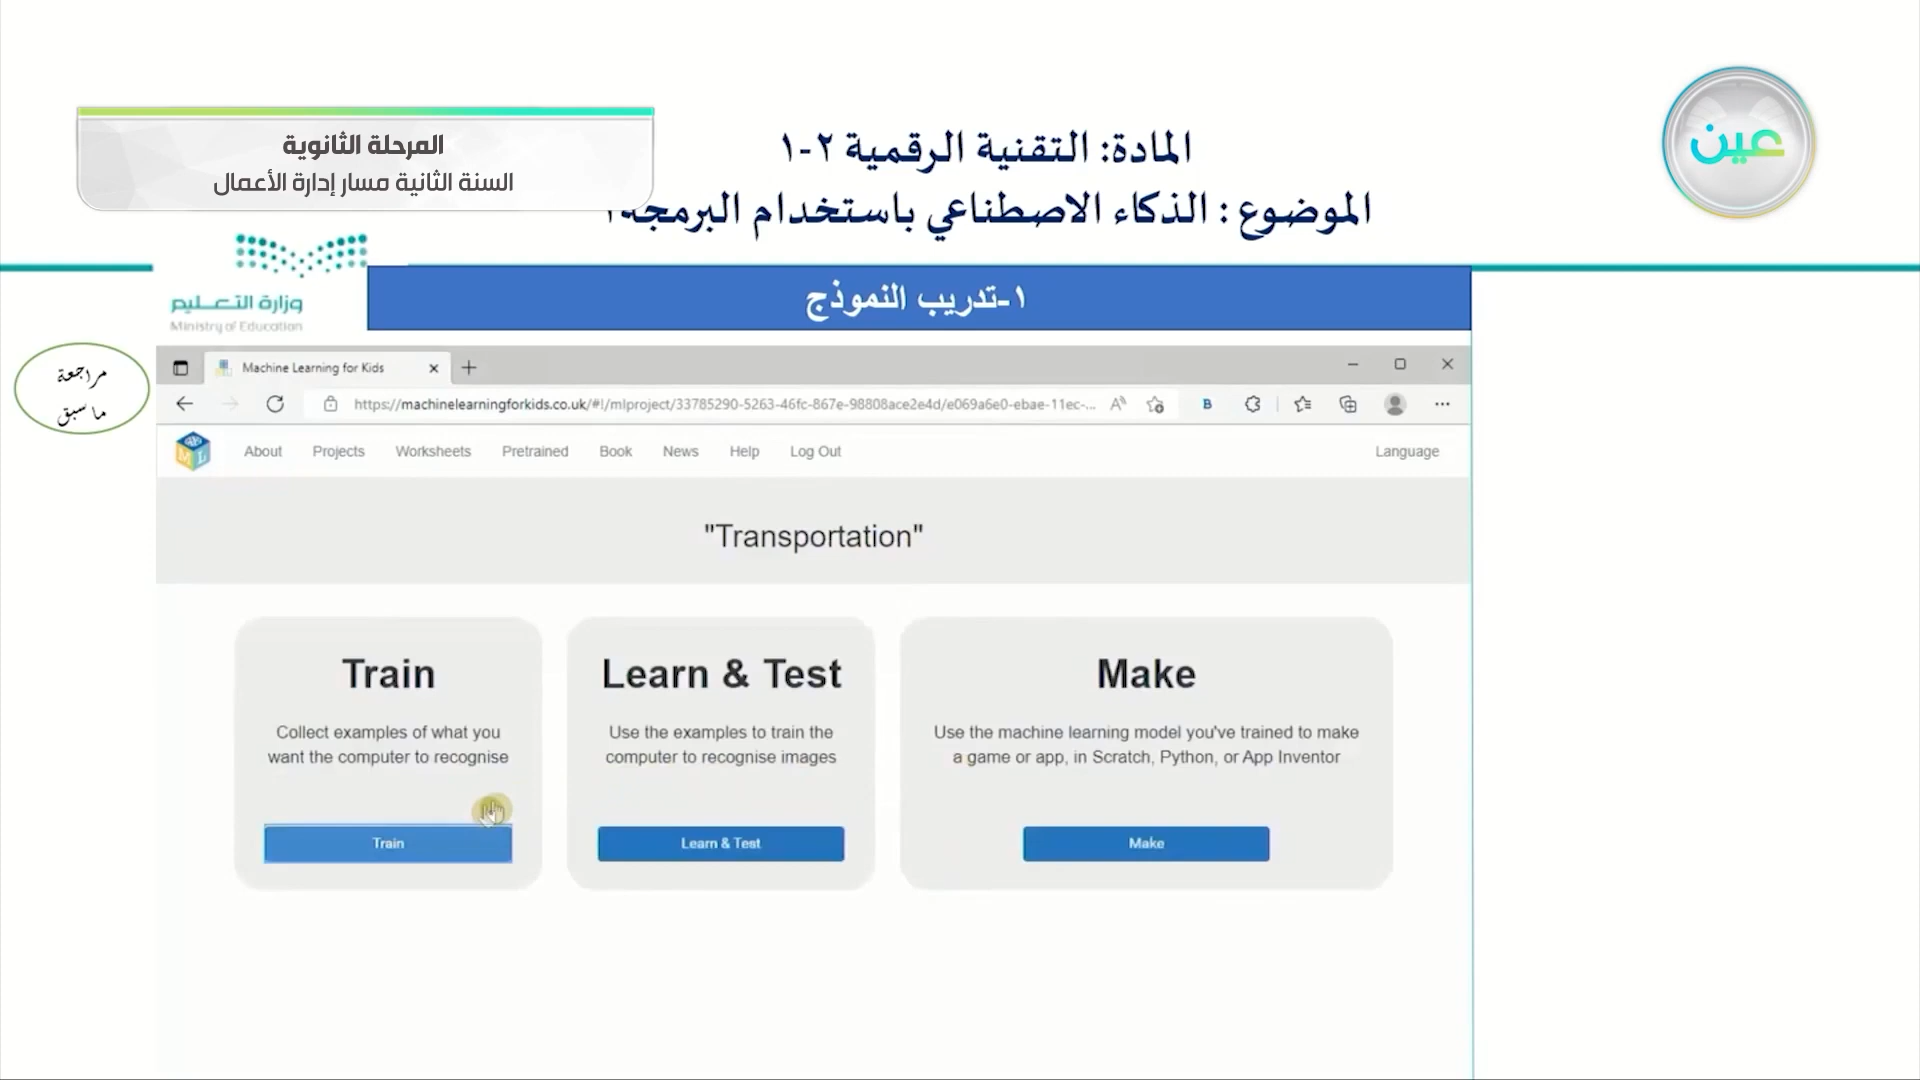 المرحلة الثانوية
السنة الثانية مسار إدارة الأعمال
المادة: التقنية الرقمية ٢-١
الموضوع : الذكاء الاصطناعي باستخدام البرمجة
عين
وزارة التعليم
Ministry of Education
١-تدريب النموذج
مراجعة
ما سبق
Machine Learning for Kids
https://machinelearningforkids.co.uk/#!/mlproject/33785290-5263-46fc-867e-98808ace2e4d/e069a6e0-ebae-11ec-...
About Projects Worksheets Pretrained Book News Help Log Out Language
"Transportation"
Train
Collect examples of what you
want the computer to recognise
Train
Learn & Test
Use the examples to train the
computer to recognise images
Learn & Test
Make
Use the machine learning model you've trained to make
a game or app, in Scratch, Python, or App Inventor
Make